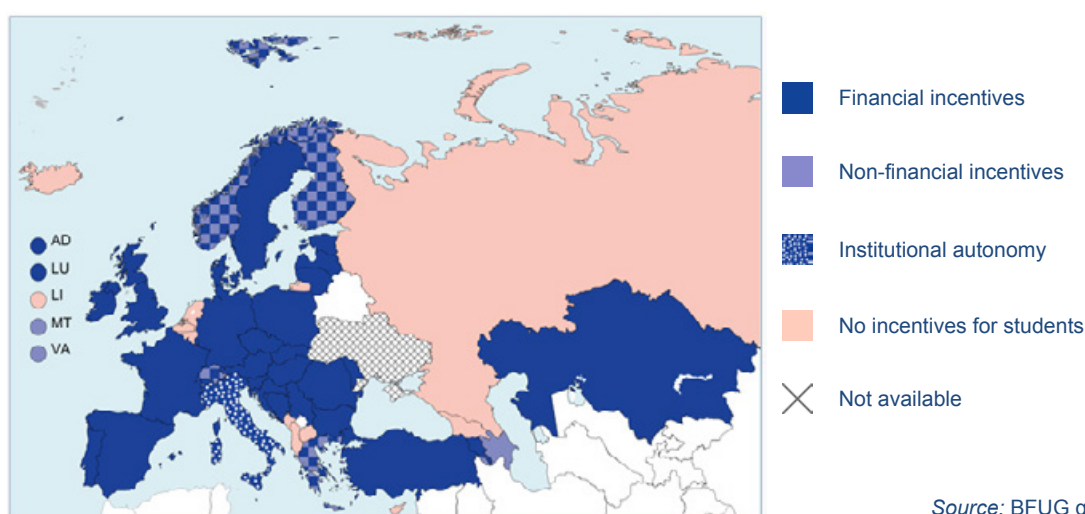 AD
LU
LI
MT
VA
Financial incentives
Non-financial incentives
Institutional autonomy
No incentives for students
Not available
Source: BFUG